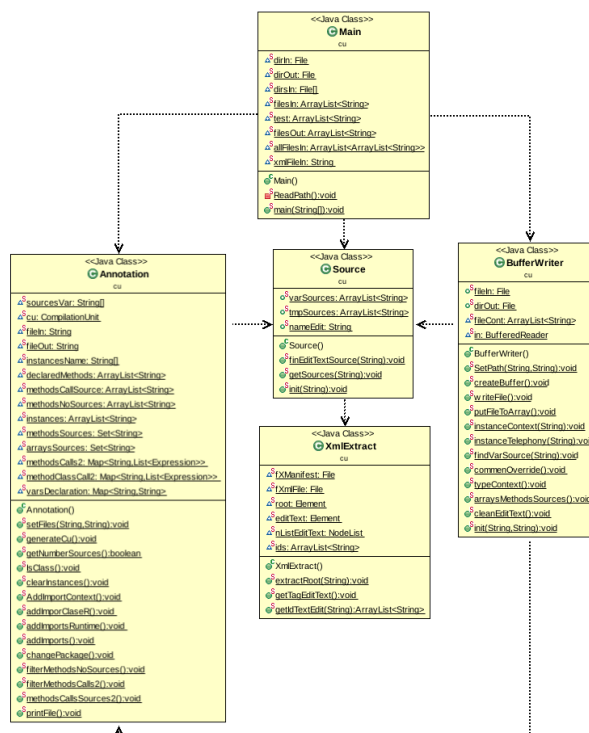 <<Java Class>>
Main
cu
dirIn: File
dirOut: File
dirsIn: File[]
filesIn: ArrayList<String>
test: ArrayList<String>
filesOut: ArrayList<String>
allFilesIn: ArrayList<ArrayList<String>>
xmlFileIn: String
Main()
ReadPath():void
main(String[]):void
<<Java Class>>
Annotation
cu
sourcesVar: String[]
cu: CompilationUnit
fileIn: String
fileOut: String
instancesName: String[]
declaredMethods: ArrayList<String>
methodsCallSource: ArrayList<String>
methodsNoSources: ArrayList<String>
instances: ArrayList<String>
methodsSources: Set<String>
arraysSources: Set<String>
methodsCalls2: Map<String,List<Expression>>
methodClassCall2: Map<String,List<Expression>>
varsDeclaration: Map<String,String>
Annotation()
setFiles(String,String):void
generateCu():void
getNumberSources():boolean
IsClass():void
clearInstances():void
AddImportContext():void
addImporClaseR():void
addImportsRuntime():void
addImports():void
changePackage():void
filterMethodsNoSources():void
filterMethodsCalls2():void
methodsCallsSources2():void
printFile():void
<<Java Class>>
Source
cu
varSources: ArrayList<String>
tmpSources: ArrayList<String>
nameEdit: String
Source()
finEditTextSource(String):void
getSources(String):void
init(String):void
<<Java Class>>
XmlExtract
cu
fXManifest: File
fXmlFile: File
root: Element
editText: Element
nListEditText: NodeList
ids: ArrayList<String>
XmlExtract()
extractRoot(String):void
getTagEditText():void
getIdTextEdit(String):ArrayList<String>
<<Java Class>>
BufferWriter
cu
fileIn: File
dirOut: File
fileCont: ArrayList<String>
in: BufferedReader
BufferWriter()
SetPath(String,String):void
createBuffer():void
writeFile():void
putFileToArray():void
instanceContext(String):void
instanceTelephony(String):voi
findVarSource(String):void
commenOverride():void
typeContext():void
arraysMethodsSources():void
cleanEditText():void
init(String,String):void